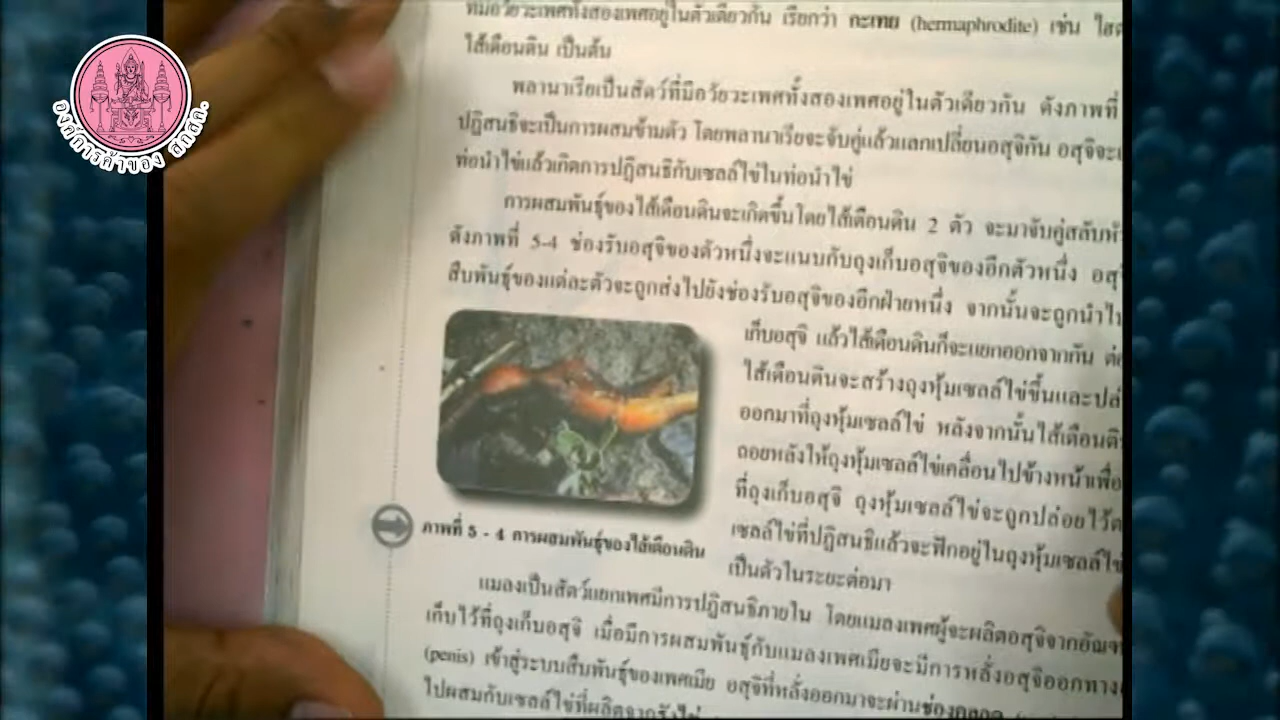 องค์การค้าของ สกสค.
ที่มีอวัยวะเพศทั้งสองเพศอยู่ในตัวเดียวกัน เรียกว่า กะเทย (hermaphrodite) เช่น
ไส้เดือนดิน เป็นต้น
พลานาเรียเป็นสัตว์ที่มีอวัยวะเพศทั้งสองเพศอยู่ในตัวเดียวกัน ดังภาพที่
ปฏิสนธิจะเป็นการผสมข้ามตัว โดยพลานาเรียจะจับคู่แล้วแลกเปลี่ยนอสุจิกัน
ท่อนำไข่แล้วเกิดการปฏิสนธิกับเซลล์ไข่ในท่อนำไข่
การผสมพันธุ์ของไส้เดือนดินจะเกิดขึ้นโดยไส้เดือนดิน 2 ตัว จะมาจับคู่สลับ
ดังภาพที่ 5-4 ช่องรับอสุจิของตัวหนึ่งจะแนบกับถุงเก็บอสุจิของอีกตัวหนึ่ง
สืบพันธุ์ของแต่ละตัวจะถูกส่งไปยังช่องรับอสุจิของอีกฝ่ายหนึ่ง จากนั้นจะถูกนำ
เก็บอสุจิ แล้วไส้เดือนดินก็จะแยกออกจากกัน
ไส้เดือนดินจะสร้างถุงหุ้มเซลล์ไข่ขึ้นและ
ออกมาที่ถุงหุ้มเซลล์ไข่ หลังจากนั้น
ถอยหลังให้ถุงหุ้มเซลล์ไข่เคลื่อนไปข้างหน้า
ที่ถุงเก็บอสุจิ ถุงหุ้มเซลล์ไข่จะถูกปล่อยไว้
เซลล์ไข่ที่ปฏิสนธิแล้วจะฟักอยู่ในถุงหุ้มเซลล์
เป็นตัวในระยะต่อมา
ภาพที่ 5 - 4 การผสมพันธุ์ของไส้เดือนดิน
แมลงเป็นสัตว์แยกเพศมีการปฏิสนธิภายใน โดยแมลงเพศผู้จะผลิตอสุจิจาก
เก็บไว้ที่ถุงเก็บอสุจิ เมื่อมีการผสมพันธุ์กับแมลงเพศเมียจะมีการหลั่งอสุจิออกทาง
(penis) เข้าสู่ระบบสืบพันธุ์ของเพศเมีย อสุจิที่หลั่งออกมาจะผ่านช่องคลอด
ไปผสมกับเซลล์ไข่ที่ผลิตจากรังไข่